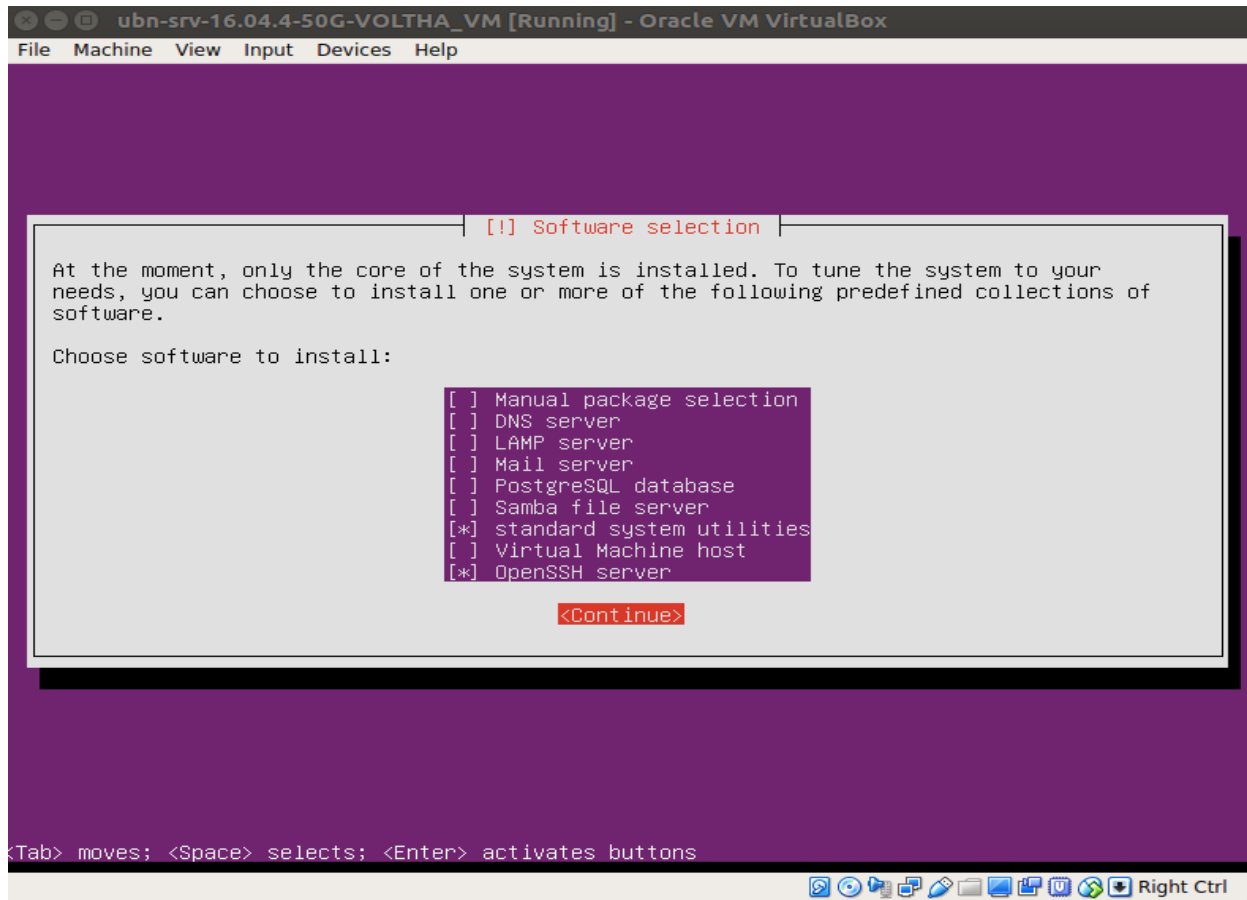 ubn-srv-16.04.4-50G-VOLTHA_VM [Running] - Oracle VM VirtualBox
File Machine View Input Devices Help
[!] Software selection
At the moment, only the core of the system is installed. To tune the system to your
needs, you can choose to install one or more of the following predefined collections of
software.
Choose software to install:
[ ] Manual package selection
[ ] DNS server
[ ] LAMP server
[ ] Mail server
[ ] PostgreSQL database
[ ] Samba file server
[*] standard system utilities
[ ] Virtual Machine host
[*] OpenSSH server
<Continue>
<Tab> moves; <Space> selects; <Enter> activates buttons
Right Ctrl